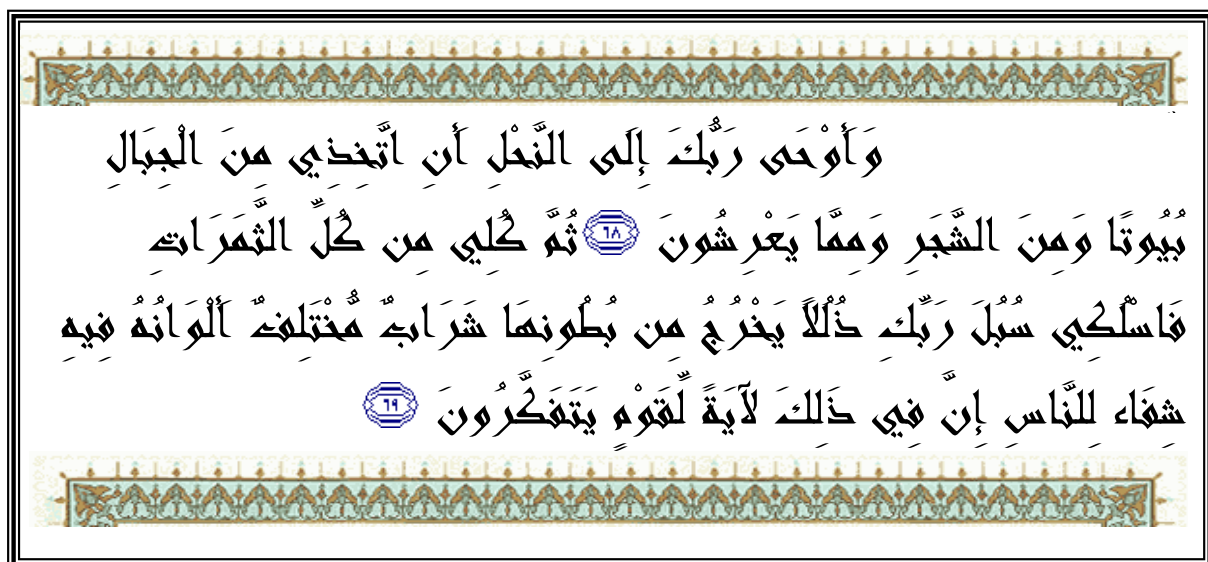 وَأَوْحَى رَبُّكَ إِلَى النَّحْلِ أَنِ اتَّخِذِي مِنَ الْجِبَالِ
بُيُوتًا وَمِنَ الشَّجَرِ وَمِمَّا يَعْرِشُونَ ٦٨ ثُمَّ كُلِي مِن كُلِّ الثَّمَرَاتِ
فَاسْلُكِي سُبُلَ رَبِّكِ ذُلُلاً يَخْرُجُ مِن بُطُونِهَا شَرَابٌ مُّخْتَلِفٌ أَلْوَانُهُ فِيهِ
شِفَاء لِلنَّاسِ إِنَّ فِي ذَلِكَ لآيَةً لِّقَوْمٍ يَتَفَكَّرُونَ ٦٩